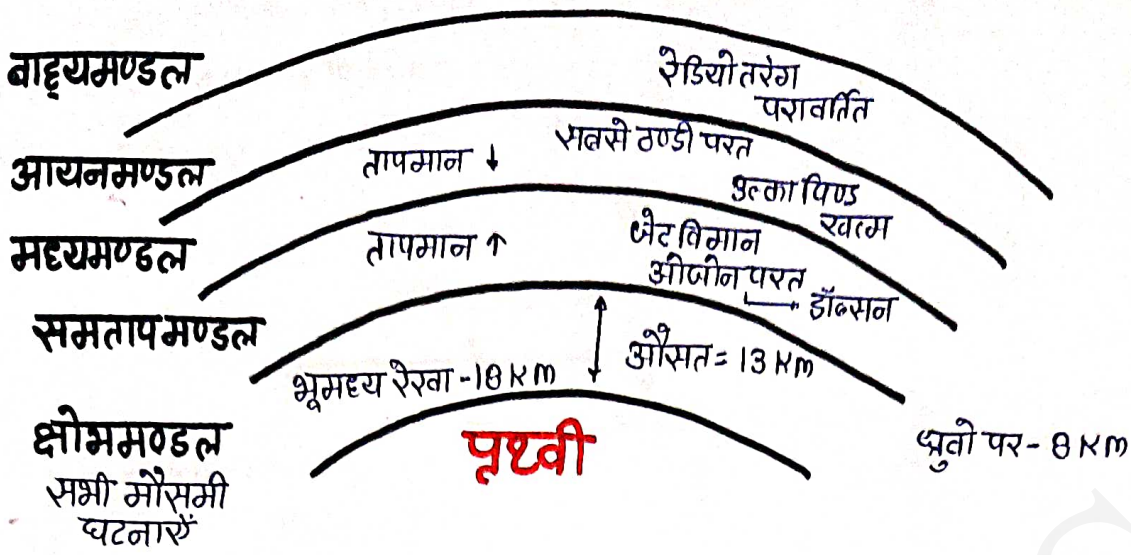 बाह्यमण्डल
रेडियो तरंग
परावर्तित
आयनमण्डल
तापमान ↓
सबसे ठण्डी परत
उल्का पिण्ड
खत्म
मध्यमण्डल
तापमान ↑
जेट विमान
ओजोन परत
→ डॉब्सन
समतापमण्डल
औसत = 13 Km
भूमध्य रेखा - 18 Km
क्षोभमण्डल
सभी मौसमी
घटनाएँ
पृथ्वी
ध्रुवो पर - 8 Km